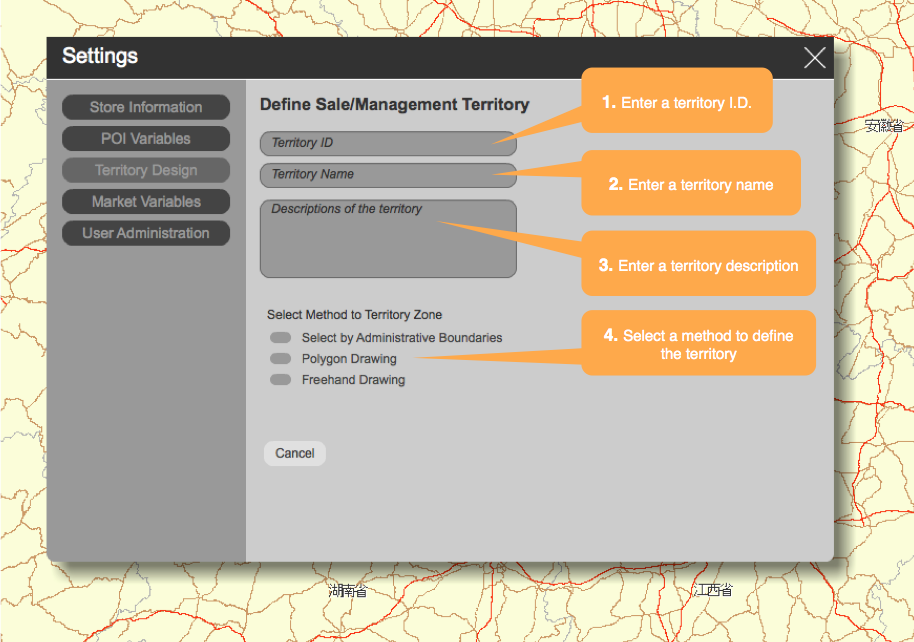 Settings
Store Information
POI Variables
Territory Design
Market Variables
User Administration
Define Sale/Management Territory
Territory ID
Territory Name
Descriptions of the territory
Select Method to Territory Zone
Select by Administrative Boundaries
Polygon Drawing
Freehand Drawing
Cancel
1. Enter a territory I.D.
2. Enter a territory name
3. Enter a territory description
4. Select a method to define
the territory
安徽省
湖南省
江西省